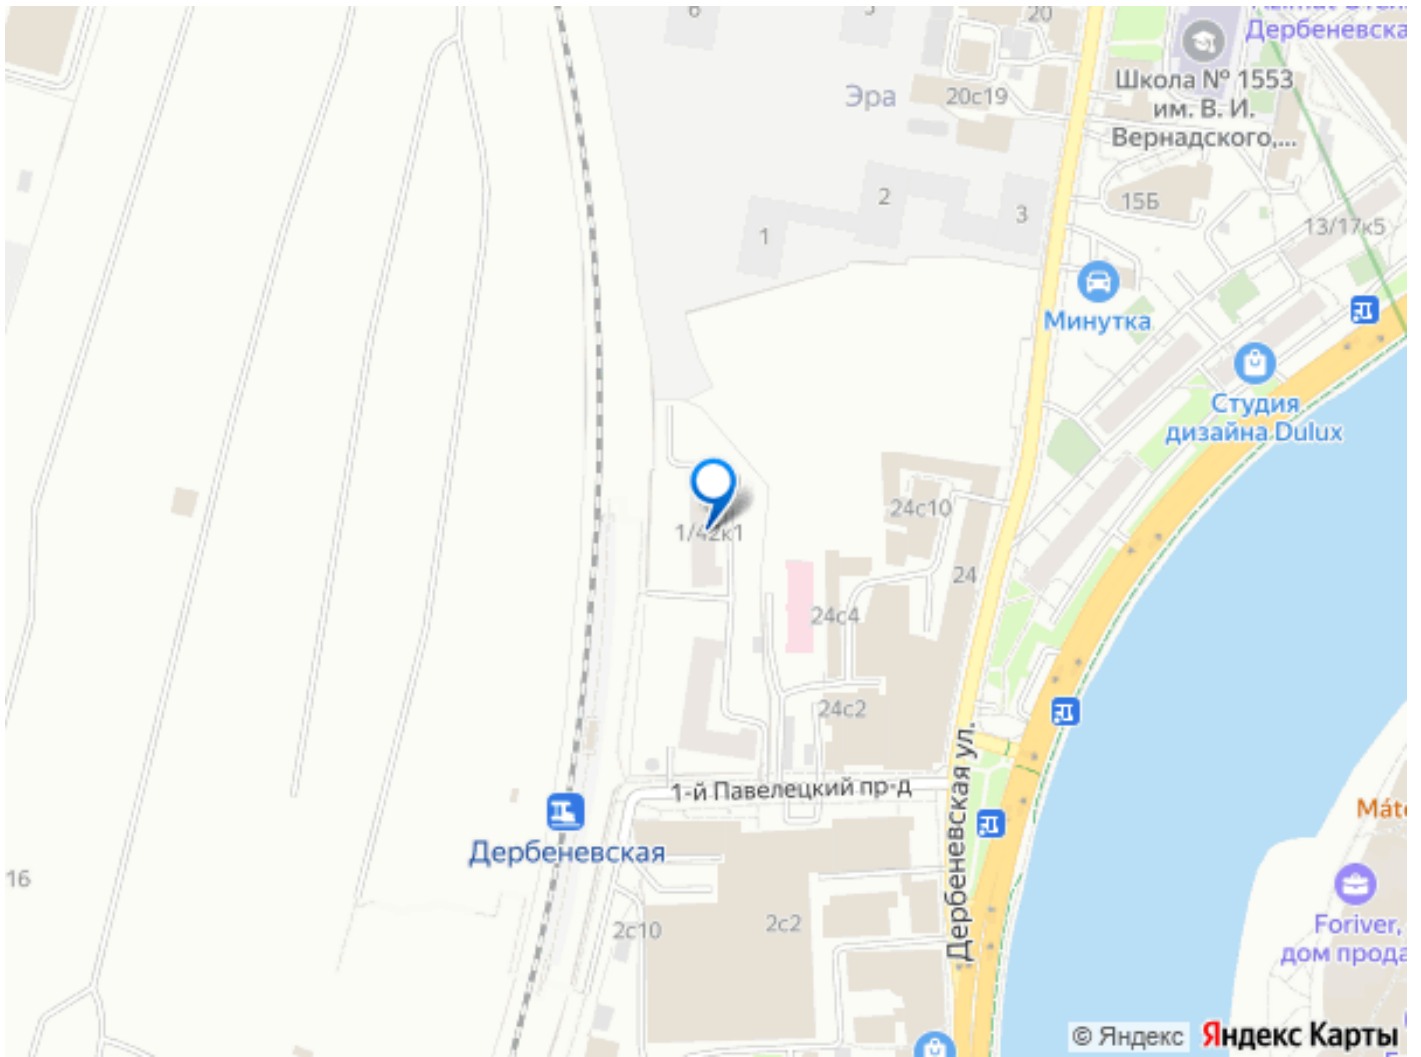 6
5
20
Дербеневска
Школа № 1553
им. В. И.
Вернадского,...
Эра
20с19
15Б
2
3
1
13/17к5
Минутка
Студия
дизайна Dulux
24с10
1/42к1
24
24с4
24с2
Дербеневская ул.
1-й Павелецкий пр-д
Дербеневская
16
2с10
2с2
Foriver,
дом прода
© Яндекс Яндекс Карты